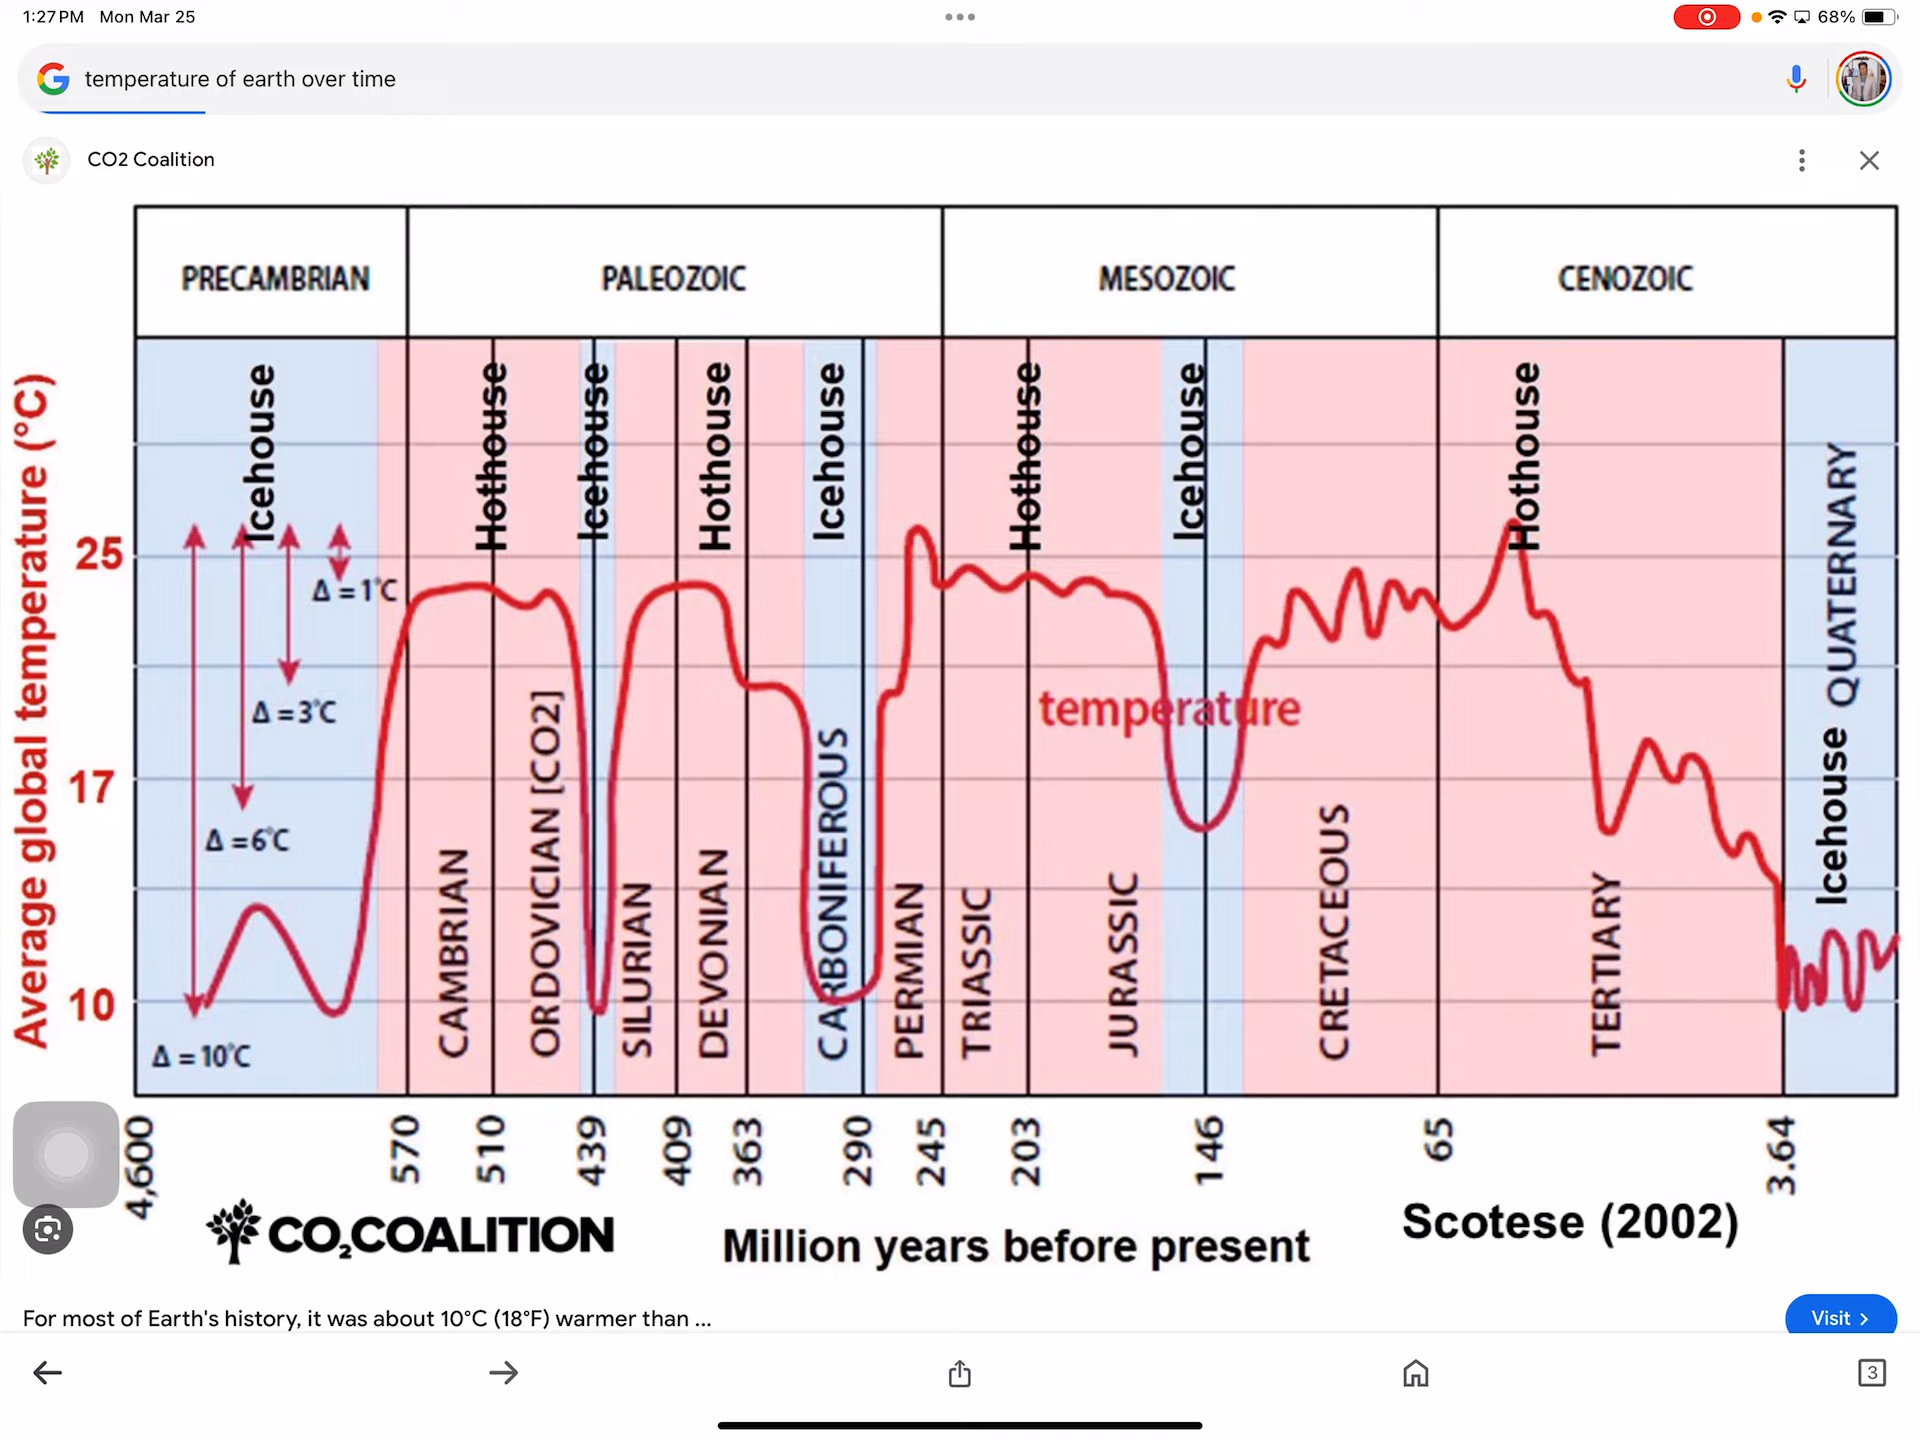 1:27 PM Mon Mar 25
68%
temperature of earth over time
CO2 Coalition
PRECAMBRIAN
PALEOZOIC
MESOZOIC
CENOZOIC
Average global temperature (°C)
25
17
10
Icehouse
Hothouse
Icehouse
Hothouse
Icehouse
Hothouse
Icehouse
Hothouse
Icehouse QUATERNARY
Δ = 1°C
Δ = 3°C
Δ = 6°C
Δ = 10°C
temperature
CAMBRIAN
ORDOVICIAN [CO2]
SILURIAN
DEVONIAN
CARBONIFEROUS
PERMIAN
TRIASSIC
JURASSIC
CRETACEOUS
TERTIARY
4,600
570
510
439
409
363
290
245
203
146
65
3.64
CO₂COALITION
Million years before present
Scotese (2002)
For most of Earth's history, it was about 10°C (18°F) warmer than ...
Visit
3